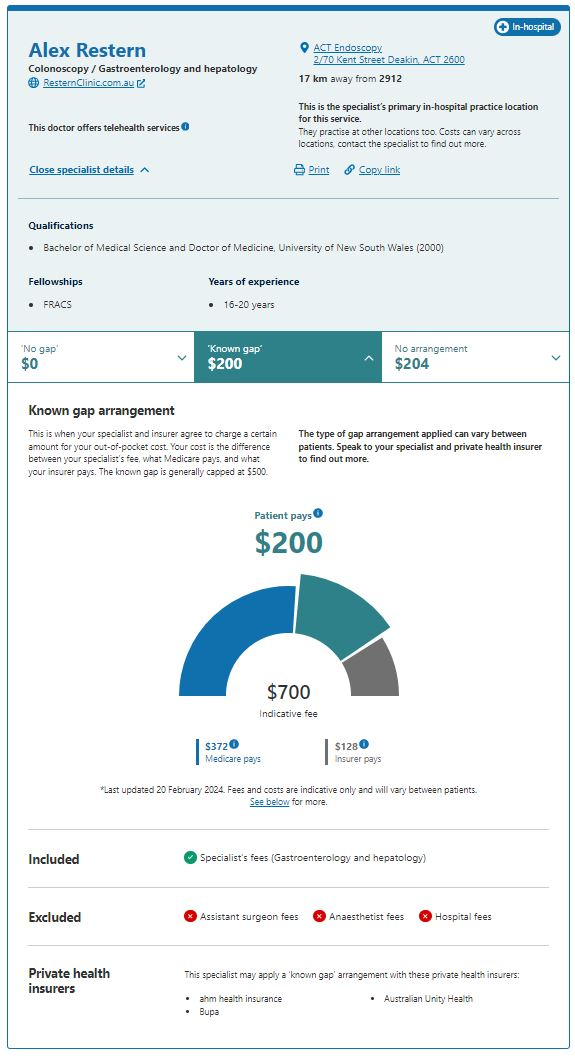 In-hospital
Alex Restern
Colonoscopy / Gastroenterology and hepatology
ResternClinic.com.au
This doctor offers telehealth services
Close specialist details
ACT Endoscopy
2/70 Kent Street Deakin, ACT 2600
17 km away from 2912
This is the specialist's primary in-hospital practice location
for this service.
They practise at other locations too. Costs can vary across
locations, contact the specialist to find out more.
Print
Copy link
Qualifications
• Bachelor of Medical Science and Doctor of Medicine, University of New South Wales (2000)
Fellowships
• FRACS
Years of experience
• 16-20 years
'No gap'
$0
'Known gap'
$200
No arrangement
$204
Known gap arrangement
This is when your specialist and insurer agree to charge a certain
amount for your out-of-pocket cost. Your cost is the difference
between your specialist's fee, what Medicare pays, and what
your insurer pays. The known gap is generally capped at $500.
The type of gap arrangement applied can vary between
patients. Speak to your specialist and private health insurer
to find out more.
Patient pays
$200
$700
Indicative fee
$372
Medicare pays
$128
Insurer pays
*Last updated 20 February 2024. Fees and costs are indicative only and will vary between patients.
See below for more.
Included
Specialist's fees (Gastroenterology and hepatology)
Excluded
Assistant surgeon fees
Anaesthetist fees
Hospital fees
Private health
insurers
This specialist may apply a 'known gap' arrangement with these private health insurers:
• ahm health insurance
• Bupa
• Australian Unity Health